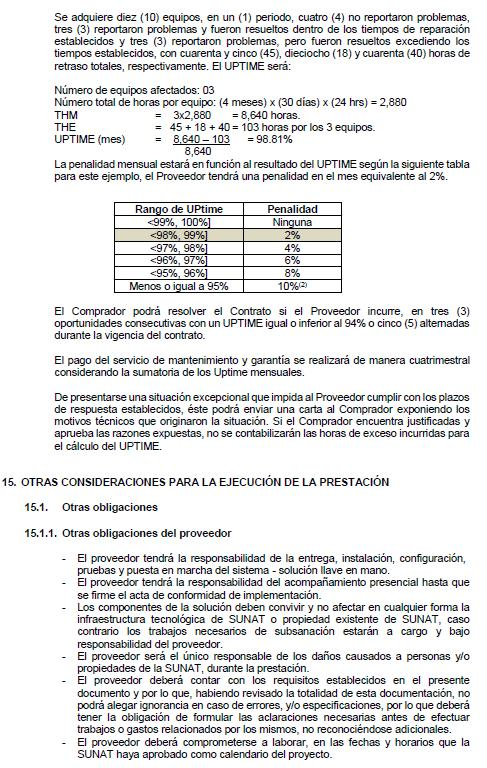 Se adquiere diez (10) equipos, en un (1) periodo, cuatro (4) no reportaron problemas,
tres (3) reportaron problemas y fueron resueltos dentro de los tiempos de reparación
establecidos y tres (3) reportaron problemas, pero fueron resueltos excediendo los
tiempos establecidos, con cuarenta y cinco (45), dieciocho (18) y cuarenta (40) horas de
retraso totales, respectivamente. El UPTIME será:
Número de equipos afectados: 03
Número total de horas por equipo: (4 meses) x (30 días) x (24 hrs) = 2,880
THM = 3x2,880 = 8,640 horas.
THE = 45 + 18 + 40 = 103 horas por los 3 equipos.
UPTIME (mes) = 8,640 – 103 = 98.81%
8,640
La penalidad mensual estará en función al resultado del UPTIME según la siguiente tabla
para este ejemplo, el Proveedor tendrá una penalidad en el mes equivalente al 2%.
Rango de UPtime Penalidad
<99%, 100%] Ninguna
<98%, 99%] 2%
<97%, 98%] 4%
<96%, 97%] 6%
<95%, 96%] 8%
Menos o igual a 95% 10%(2)
El Comprador podrá resolver el Contrato si el Proveedor incurre, en tres (3)
oportunidades consecutivas con un UPTIME igual o inferior al 94% o cinco (5) alternadas
durante la vigencia del contrato.
El pago del servicio de mantenimiento y garantía se realizará de manera cuatrimestral
considerando la sumatoria de los Uptime mensuales.
De presentarse una situación excepcional que impida al Proveedor cumplir con los plazos
de respuesta establecidos, éste podrá enviar una carta al Comprador exponiendo los
motivos técnicos que originaron la situación. Si el Comprador encuentra justificadas y
aprueba las razones expuestas, no se contabilizarán las horas de exceso incurridas para
el cálculo del UPTIME.
15. OTRAS CONSIDERACIONES PARA LA EJECUCIÓN DE LA PRESTACIÓN
15.1. Otras obligaciones
15.1.1. Otras obligaciones del proveedor
- El proveedor tendrá la responsabilidad de la entrega, instalación, configuración,
pruebas y puesta en marcha del sistema - solución llave en mano.
- El proveedor tendrá la responsabilidad del acompañamiento presencial hasta que
se firme el acta de conformidad de implementación.
- Los componentes de la solución deben convivir y no afectar en cualquier forma la
infraestructura tecnológica de SUNAT o propiedad existente de SUNAT, caso
contrario los trabajos necesarios de subsanación estarán a cargo y bajo
responsabilidad del proveedor.
- El proveedor será el único responsable de los daños causados a personas y/o
propiedades de la SUNAT, durante la prestación.
- El proveedor deberá contar con los requisitos establecidos en el presente
documento y por lo que, habiendo revisado la totalidad de esta documentación, no
podrá alegar ignorancia en caso de errores, y/o especificaciones, por lo que deberá
tener la obligación de formular las aclaraciones necesarias antes de efectuar
trabajos o gastos relacionados por los mismos, no reconociéndose adicionales.
- El proveedor deberá comprometerse a laborar, en las fechas y horarios que la
SUNAT haya aprobado como calendario del proyecto.